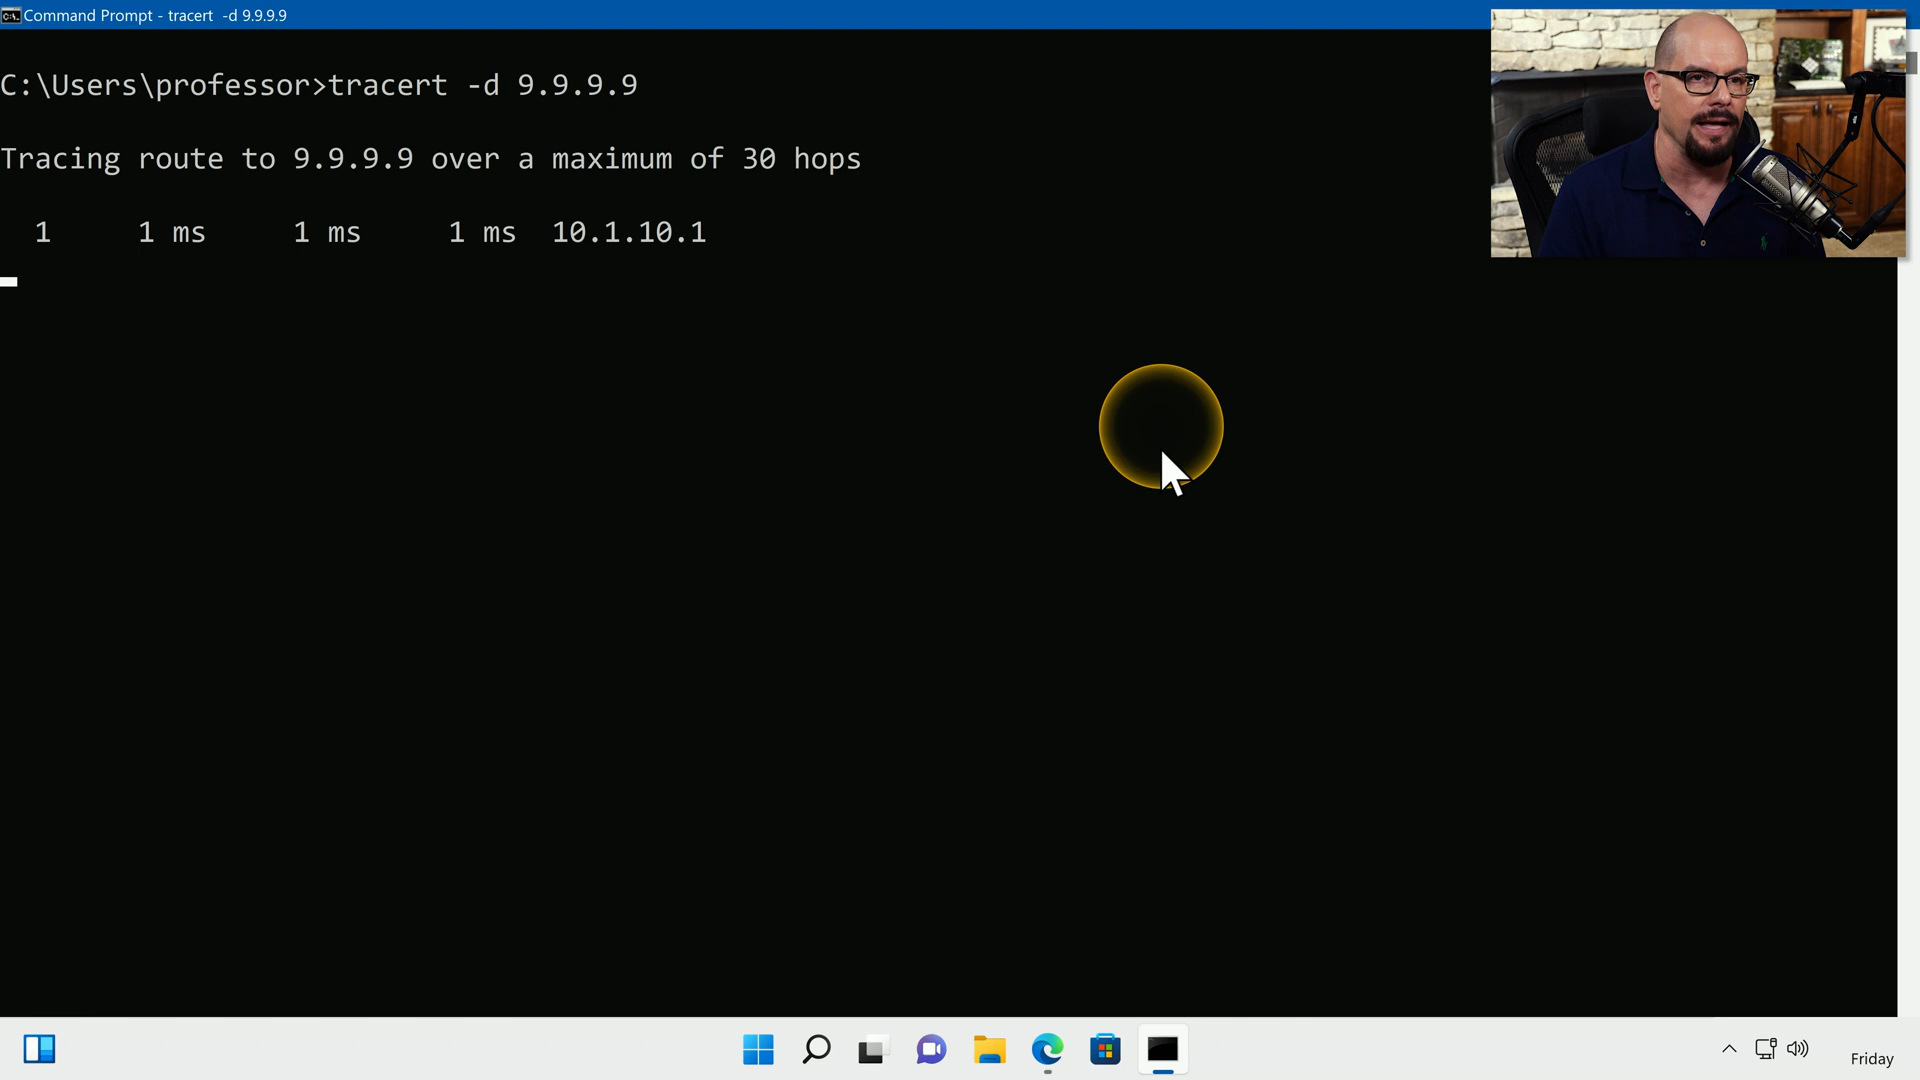 Command Prompt - tracert  -d 9.9.9.9
C:\Users\professor>tracert -d 9.9.9.9
Tracing route to 9.9.9.9 over a maximum of 30 hops
  1     1 ms     1 ms     1 ms  10.1.10.1
Friday